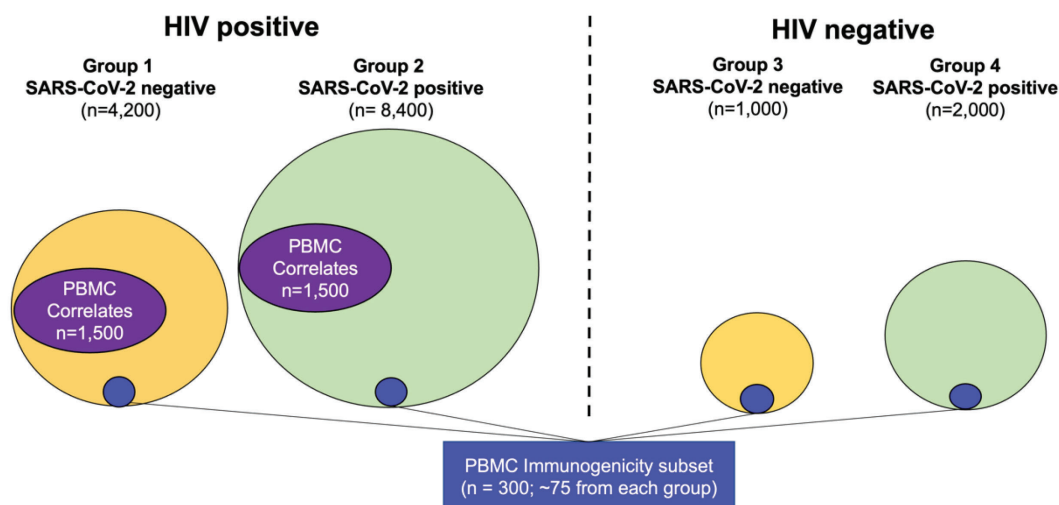 HIV positive
HIV negative
Group 1
SARS-CoV-2 negative
(n=4,200)
Group 2
SARS-CoV-2 positive
(n= 8,400)
Group 3
SARS-CoV-2 negative
(n=1,000)
Group 4
SARS-CoV-2 positive
(n=2,000)
PBMC
Correlates
n=1,500
PBMC
Correlates
n=1,500
PBMC Immunogenicity subset
(n = 300; ~75 from each group)